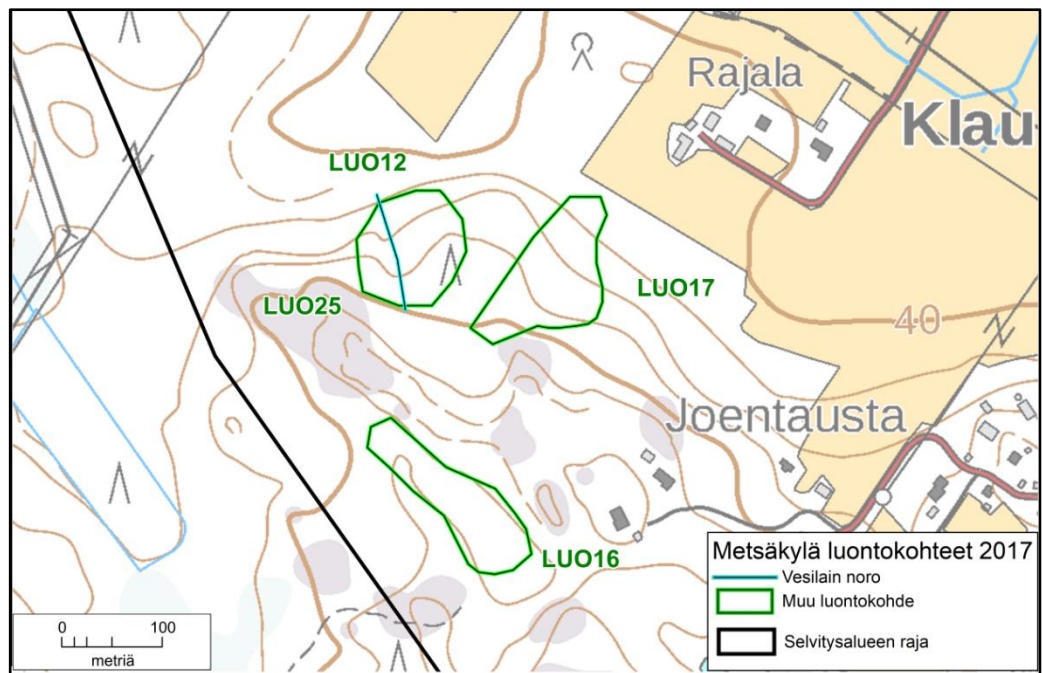 Rajala
Klau
LUO12
LUO17
LUO25
40
Joentausta
LUO16
Metsäkylä luontokohteet 2017
Vesilain noro
Muu luontokohde
Selvitysalueen raja
0 100
metriä